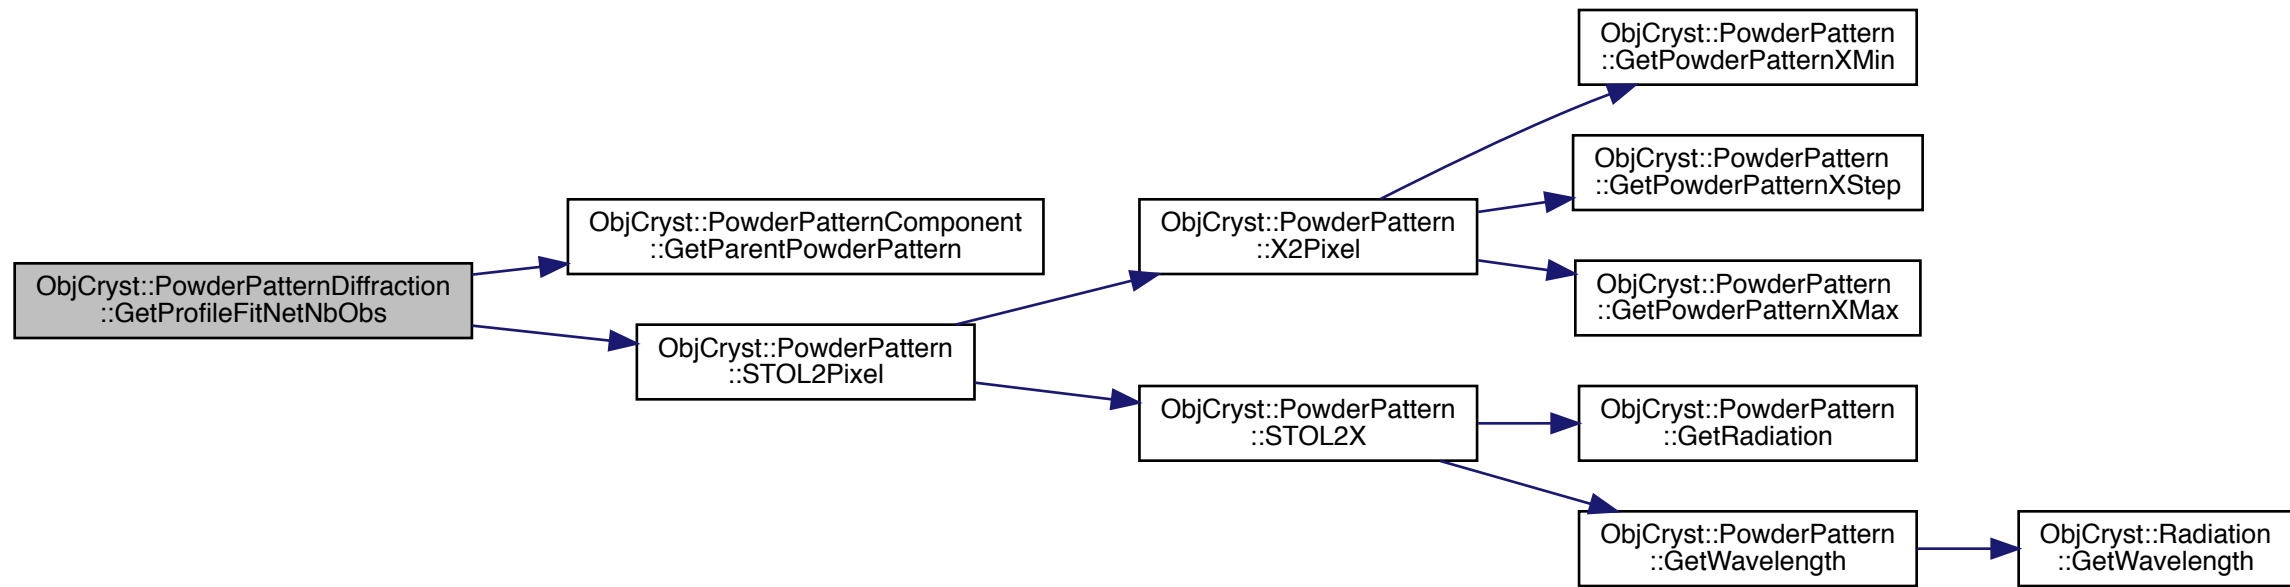 ObjCryst::PowderPatternDiffraction
::GetProfileFitNetNbObs
ObjCryst::PowderPatternComponent
::GetParentPowderPattern
ObjCryst::PowderPattern
::STOL2Pixel
ObjCryst::PowderPattern
::X2Pixel
ObjCryst::PowderPattern
::STOL2X
ObjCryst::PowderPattern
::GetPowderPatternXMin
ObjCryst::PowderPattern
::GetPowderPatternXStep
ObjCryst::PowderPattern
::GetPowderPatternXMax
ObjCryst::PowderPattern
::GetRadiation
ObjCryst::PowderPattern
::GetWavelength
ObjCryst::Radiation
::GetWavelength